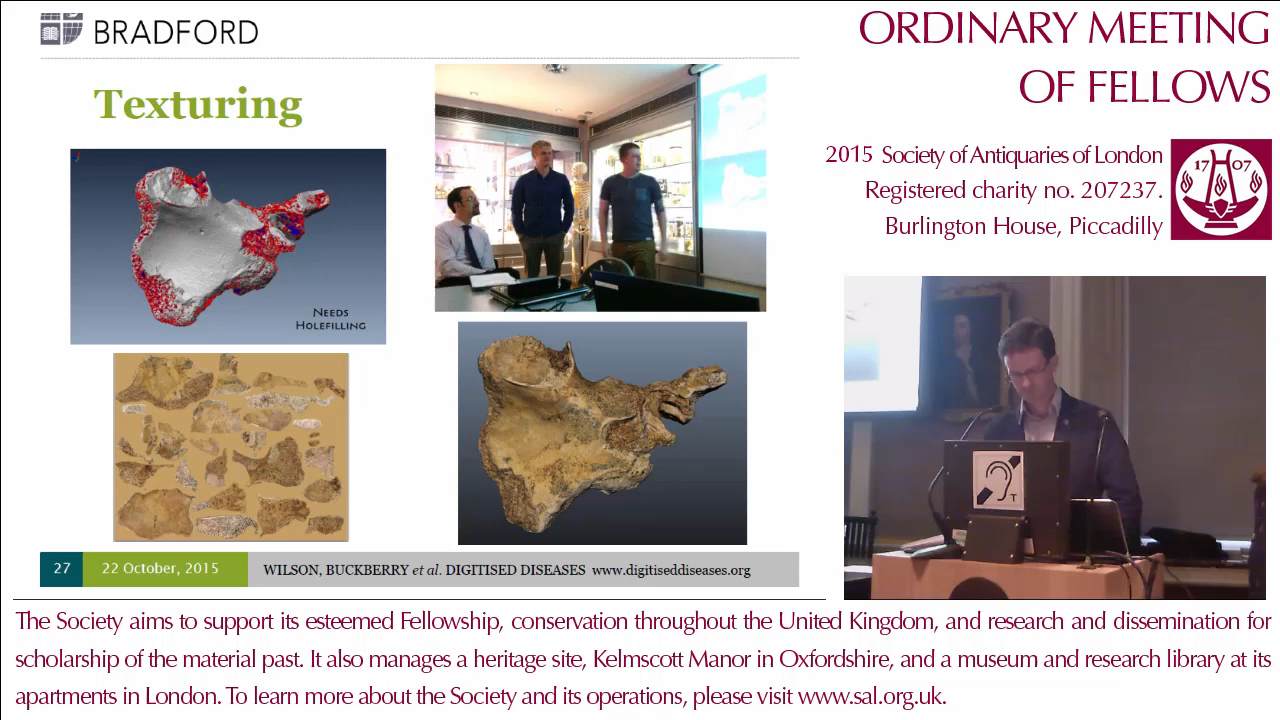 BRADFORD
Texturing
NEEDS
HOLEFILLING
27
22 October, 2015
WILSON, BUCKBERRY et al. DIGITISED DISEASES www.digitiseddiseases.org
ORDINARY MEETING
OF FELLOWS
2015 Society of Antiquaries of London
Registered charity no. 207237.
Burlington House, Piccadilly
17 07
T
The Society aims to support its esteemed Fellowship, conservation throughout the United Kingdom, and research and dissemination for
scholarship of the material past. It also manages a heritage site, Kelmscott Manor in Oxfordshire, and a museum and research library at its
apartments in London. To learn more about the Society and its operations, please visit www.sal.org.uk.